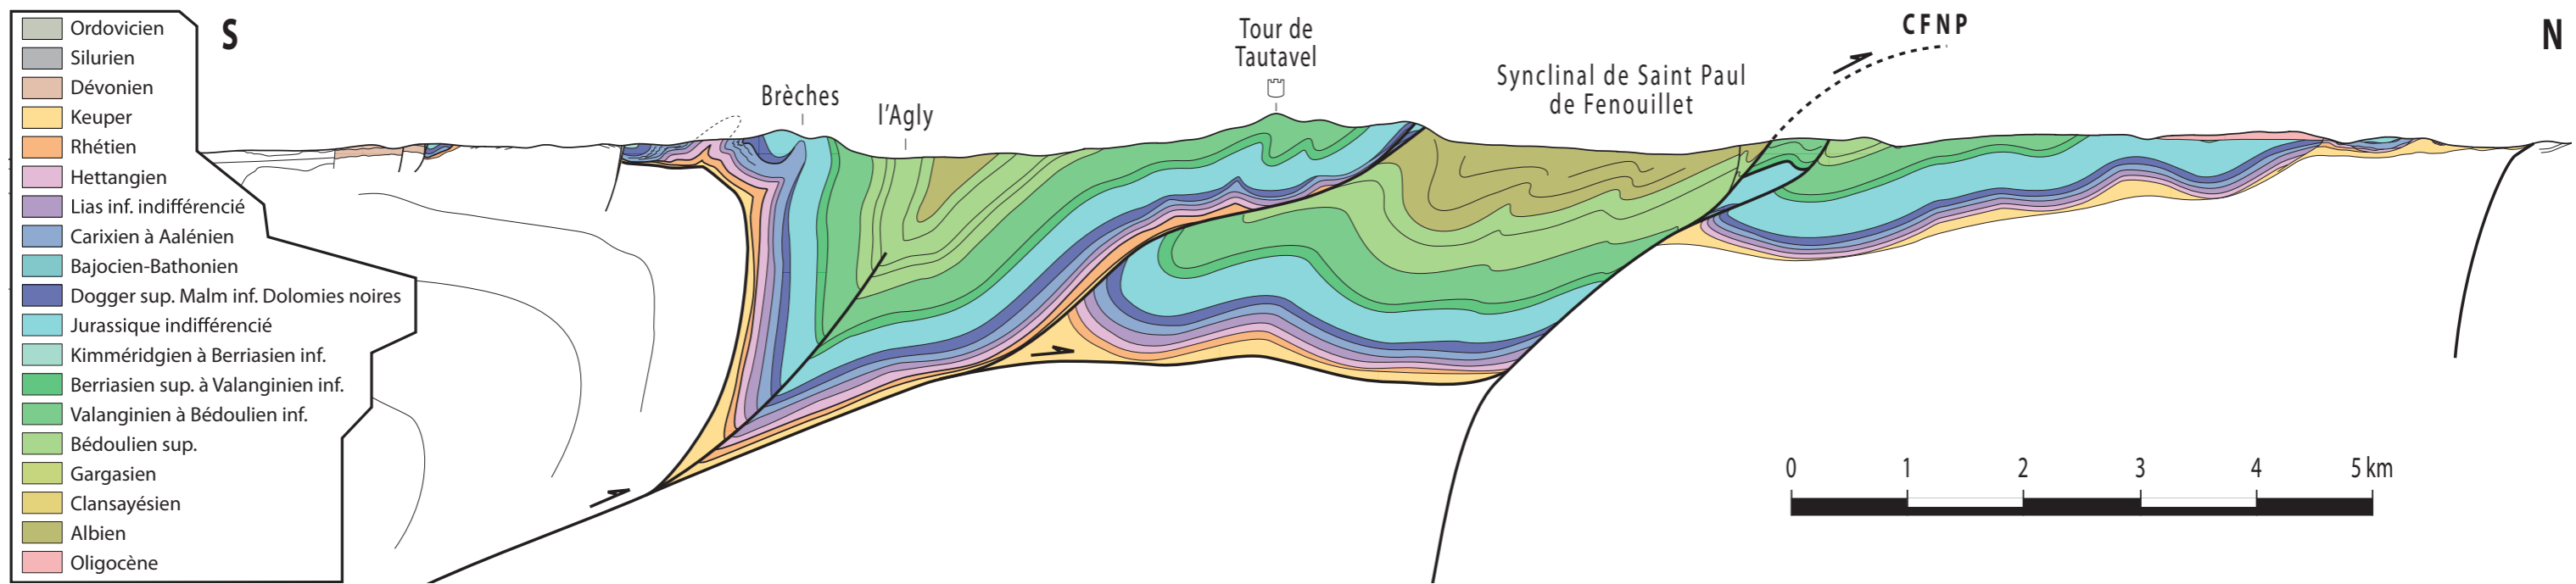 Ordovicien
Silurien
Dévonien
Keuper
Rhétien
Hettangien
Lias inf. indifférencié
Carixien à Aalénien
Bajocien-Bathonien
Dogger sup. Malm inf. Dolomies noires
Jurassique indifférencié
Kimméridgien à Berriasien inf.
Berriasien sup. à Valanginien inf.
Valanginien à Bédoulien inf.
Bédoulien sup.
Gargasien
Clansayésien
Albien
Oligocène
S
Brèches
l'Agly
Tour de
Tautavel
Synclinal de Saint Paul
de Fenouillet
CFNP
N
0 1 2 3 4 5 km